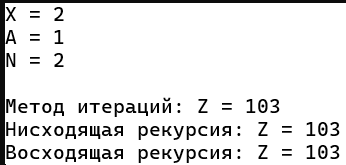 X = 2
A = 1
N = 2
Метод итераций: Z = 103
Нисходящая рекурсия: Z = 103
Восходящая рекурсия: Z = 103